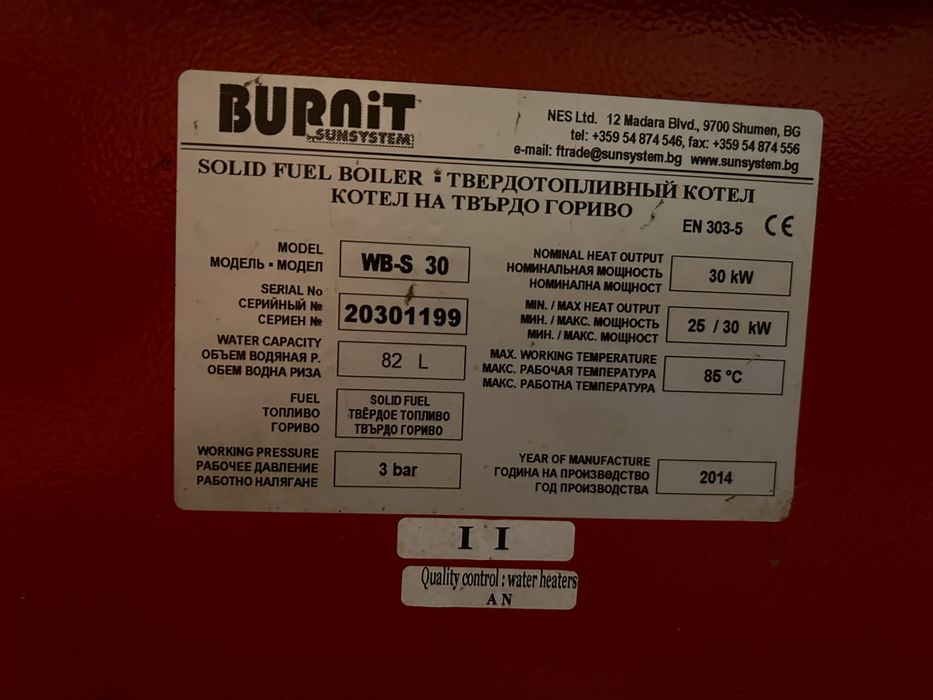 BURNiT
by SUNSYSTEM
NES Ltd. 12 Madara Blvd., 9700 Shumen, BG
tel: +359 54 874 546, fax: +359 54 874 556
e-mail: ftrade@sunsystem.bg www.sunsystem.bg
SOLID FUEL BOILER ▪ ТВЕРДОТОПЛИВНЫЙ КОТЕЛ
КОТЕЛ НА ТВЪРДО ГОРИВО
EN 303-5 CE
MODEL
МОДЕЛЬ ▪ МОДЕЛ
WB-S 30
SERIAL No
СЕРИЙНЫЙ №
СЕРИЕН №
20301199
WATER CAPACITY
ОБЪЕМ ВОДЯНАЯ Р.
ОБЕМ ВОДНА РИЗА
82 L
FUEL
ТОПЛИВО
ГОРИВО
SOLID FUEL
ТВЁРДОЕ ТОПЛИВО
ТВЪРДО ГОРИВО
WORKING PRESSURE
РАБОЧЕЕ ДАВЛЕНИЕ
РАБОТНО НАЛЯГАНЕ
3 bar
NOMINAL HEAT OUTPUT
НОМИНАЛЬНАЯ МОЩНОСТЬ
НОМИНАЛНА МОЩНОСТ
30 kW
MIN. / MAX HEAT OUTPUT
МИН. / МАКС. МОЩНОСТЬ
МИН. / МАКС. МОЩНОСТ
25 / 30 kW
MAX. WORKING TEMPERATURE
МАКС. РАБОЧАЯ ТЕМПЕРАТУРА
МАКС. РАБОТНА ТЕМПЕРАТУРА
85 °C
YEAR OF MANUFACTURE
ГОДИНА НА ПРОИЗВОДСТВО
ГОД ПРОИЗВОДСТВА
2014
I I
Quality control : water heaters
A N